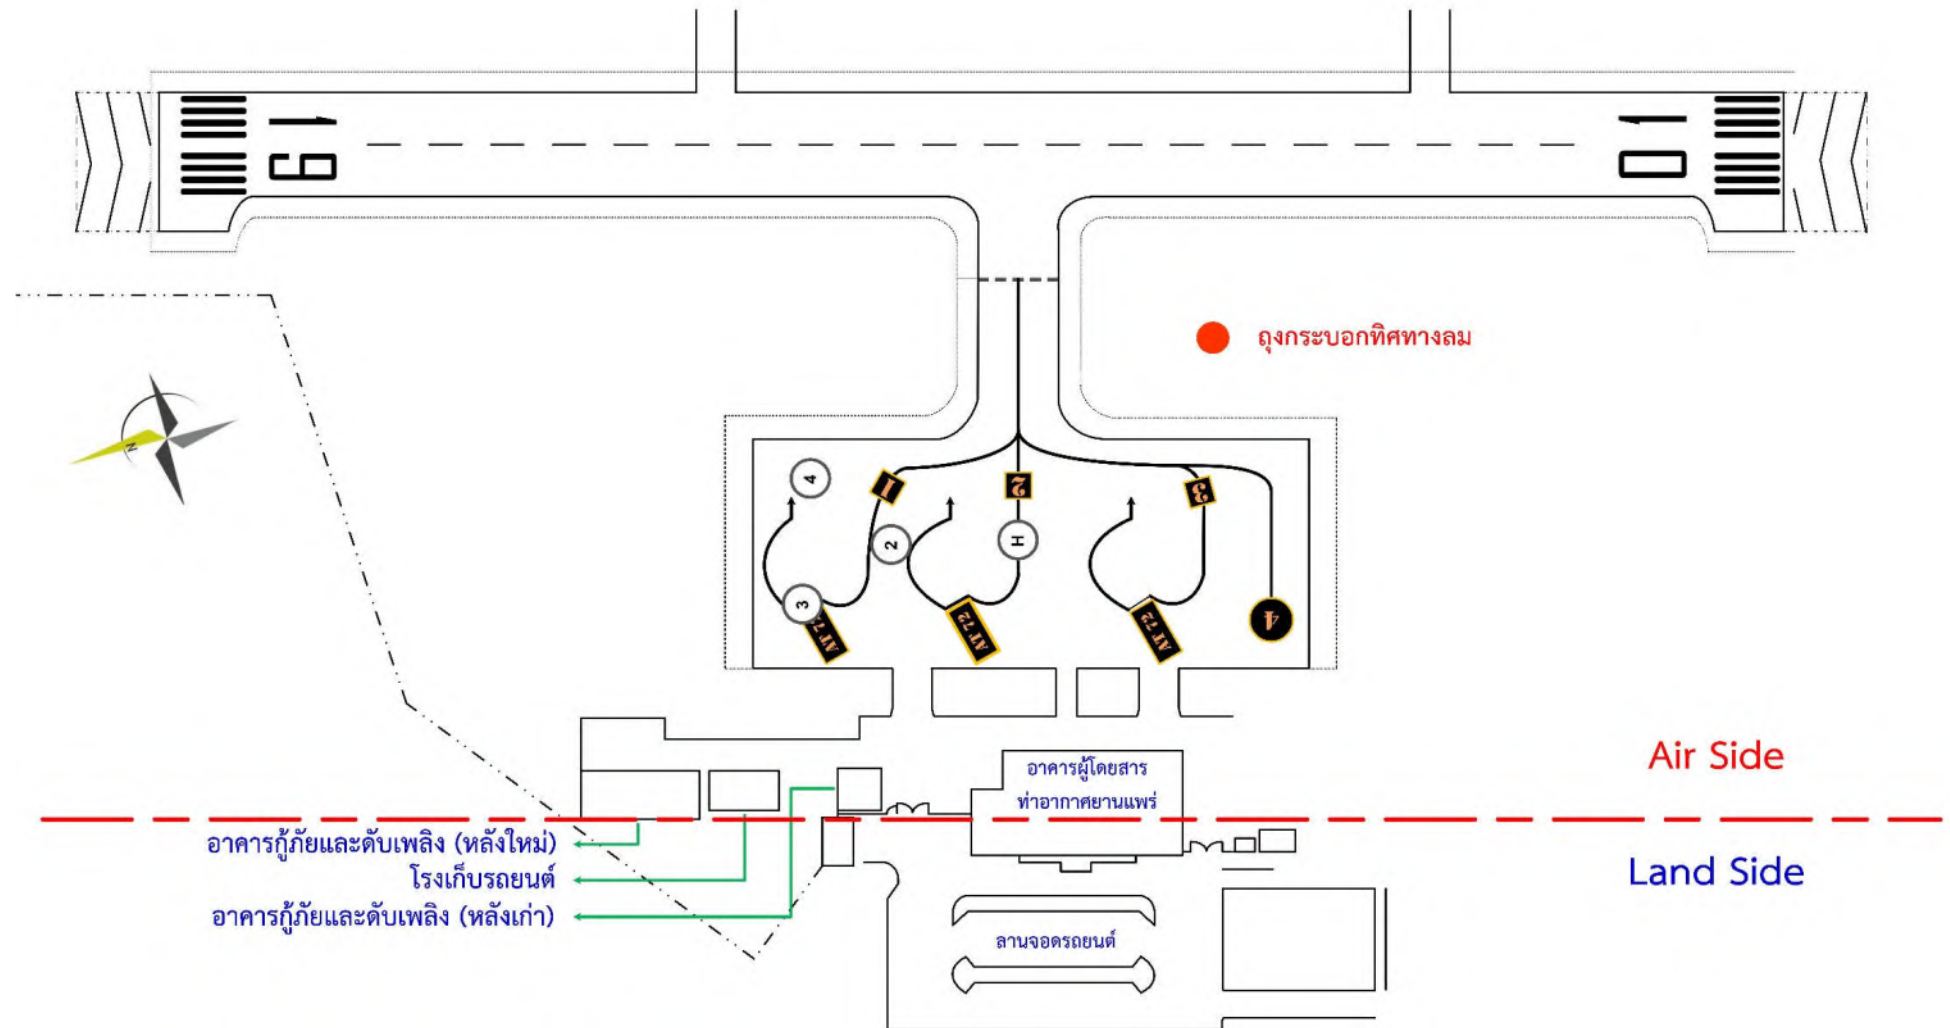 19
01
ถุงกระบอกทิศทางลม
N
4
1
2
3
2
H
3
AT 72
AT 72
4
อาคารผู้โดยสาร
ท่าอากาศยานแพร่
Air Side
อาคารกู้ภัยและดับเพลิง (หลังใหม่)
โรงเก็บรถยนต์
อาคารกู้ภัยและดับเพลิง (หลังเก่า)
Land Side
ลานจอดรถยนต์